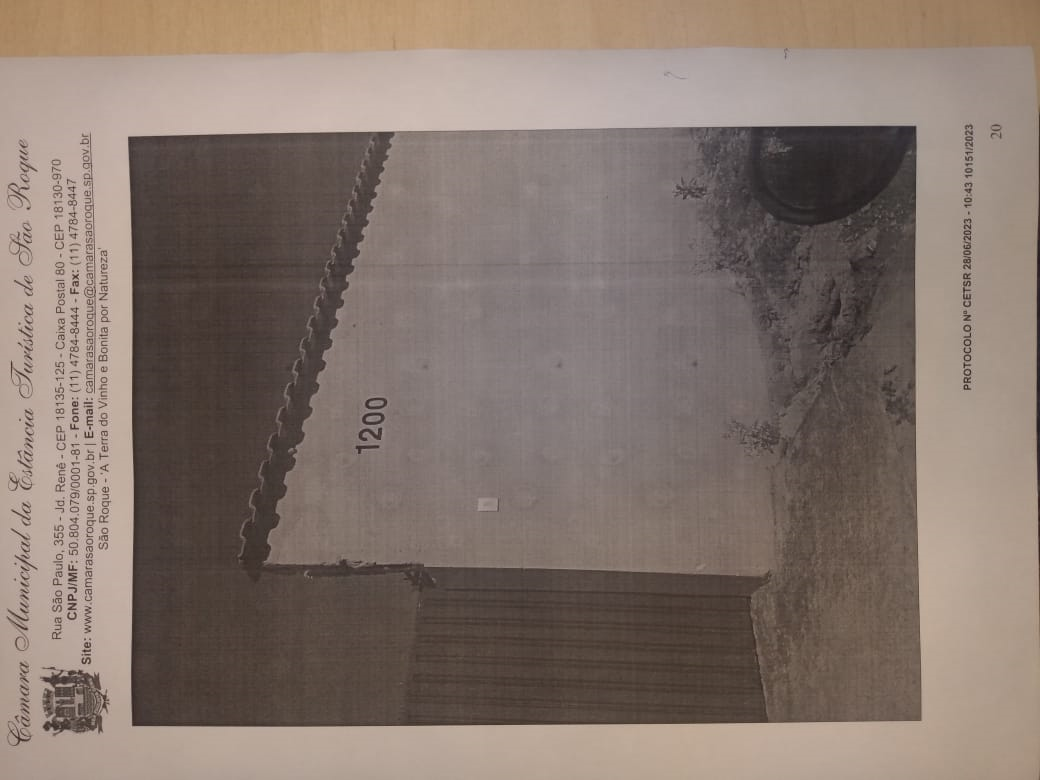 Câmara Municipal da Estância Turística de São Roque
Rua São Paulo, 355 - Jd. Renê - CEP 18135-125 - Caixa Postal 80 - CEP 18130-970
CNPJ/MF: 50.804.079/0001-81 - Fone: (11) 4784-8444 - Fax: (11) 4784-8447
Site: www.camarasaoroque.sp.gov.br | E-mail: camarasaoroque@camarasaoroque.sp.gov.br
São Roque - 'A Terra do Vinho e Bonita por Natureza'
1200
PROTOCOLO Nº CETSR 28/06/2023 - 10:43 10151/2023
20